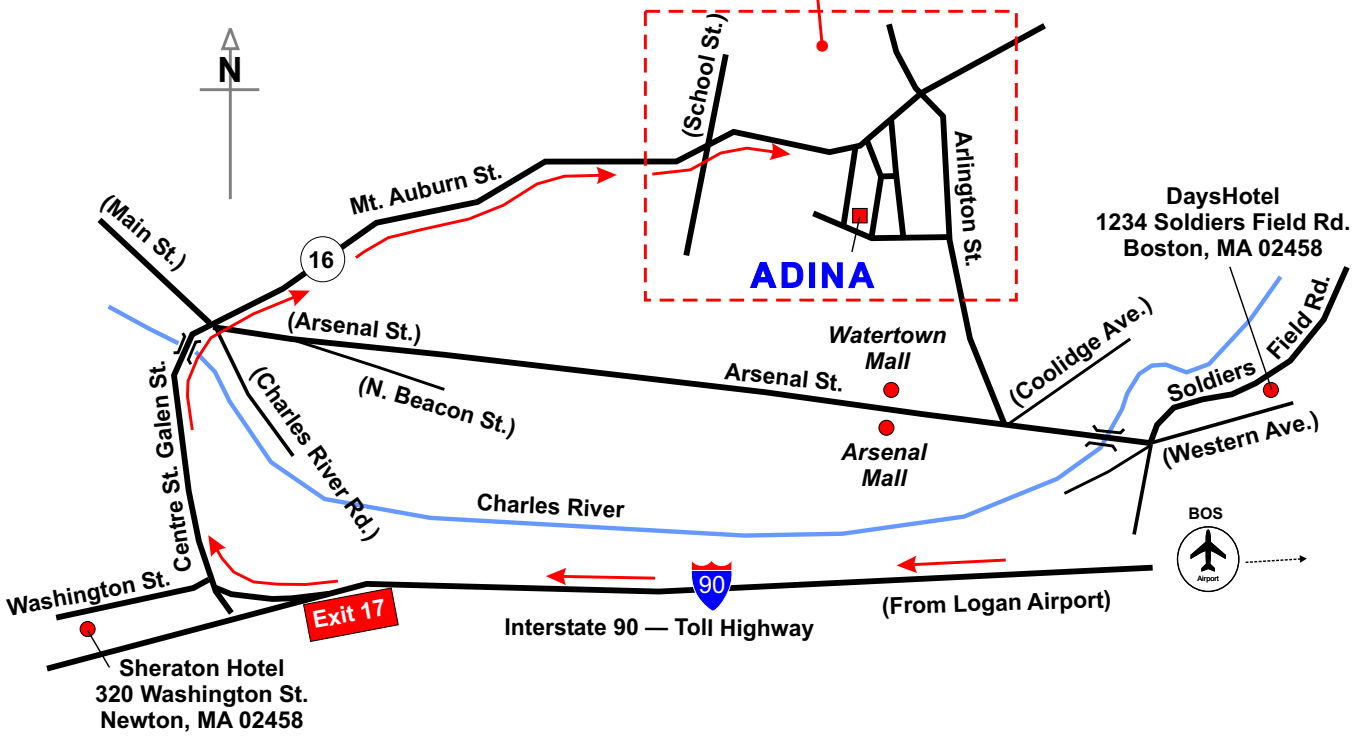 N
(School St.)
Arlington St.
Mt. Auburn St.
(Main St.)
16
ADINA
DaysHotel
1234 Soldiers Field Rd.
Boston, MA 02458
(Arsenal St.)
(N. Beacon St.)
Watertown
Mall
Arsenal St.
(Coolidge Ave.)
Soldiers Field Rd.
Arsenal
Mall
(Western Ave.)
(Charles River Rd.)
Centre St. Galen St.
Charles River
BOS
Airport
90
(From Logan Airport)
Washington St.
Exit 17
Interstate 90 — Toll Highway
Sheraton Hotel
320 Washington St.
Newton, MA 02458